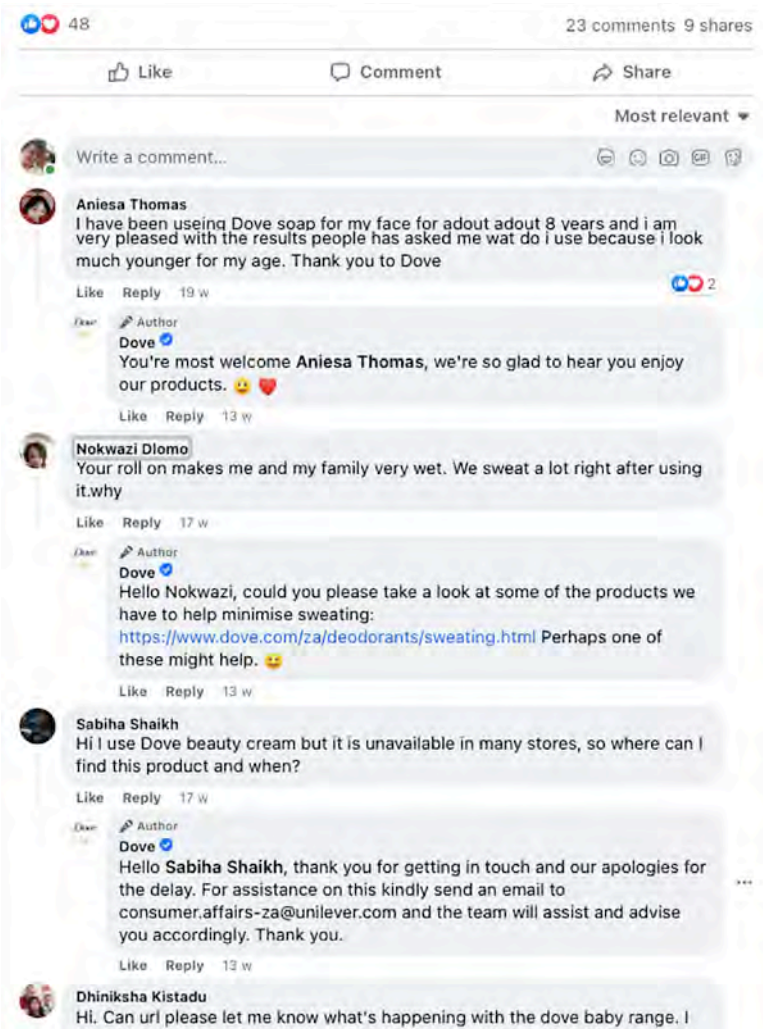 48
23 comments 9 shares
Like Comment Share
Most relevant
Write a comment...
GIF
Aniesa Thomas
I have been useing Dove soap for my face for adout adout 8 years and i am
very pleased with the results people has asked me wat do i use because i look
much younger for my age. Thank you to Dove
2
Like Reply 19 w
Dove
Author
Dove
You're most welcome Aniesa Thomas, we're so glad to hear you enjoy
our products.
Like Reply 13 w
Nokwazi Dlomo
Your roll on makes me and my family very wet. We sweat a lot right after using
it.why
Like Reply 17 w
Dove
Author
Dove
Hello Nokwazi, could you please take a look at some of the products we
have to help minimise sweating:
https://www.dove.com/za/deodorants/sweating.html Perhaps one of
these might help.
Like Reply 13 w
Sabiha Shaikh
Hi I use Dove beauty cream but it is unavailable in many stores, so where can I
find this product and when?
Like Reply 17 w
Dove
Author
Dove
Hello Sabiha Shaikh, thank you for getting in touch and our apologies for
the delay. For assistance on this kindly send an email to
consumer.affairs-za@unilever.com and the team will assist and advise
you accordingly. Thank you.
Like Reply 13 w
Dhiniksha Kistadu
Hi. Can url please let me know what's happening with the dove baby range. I